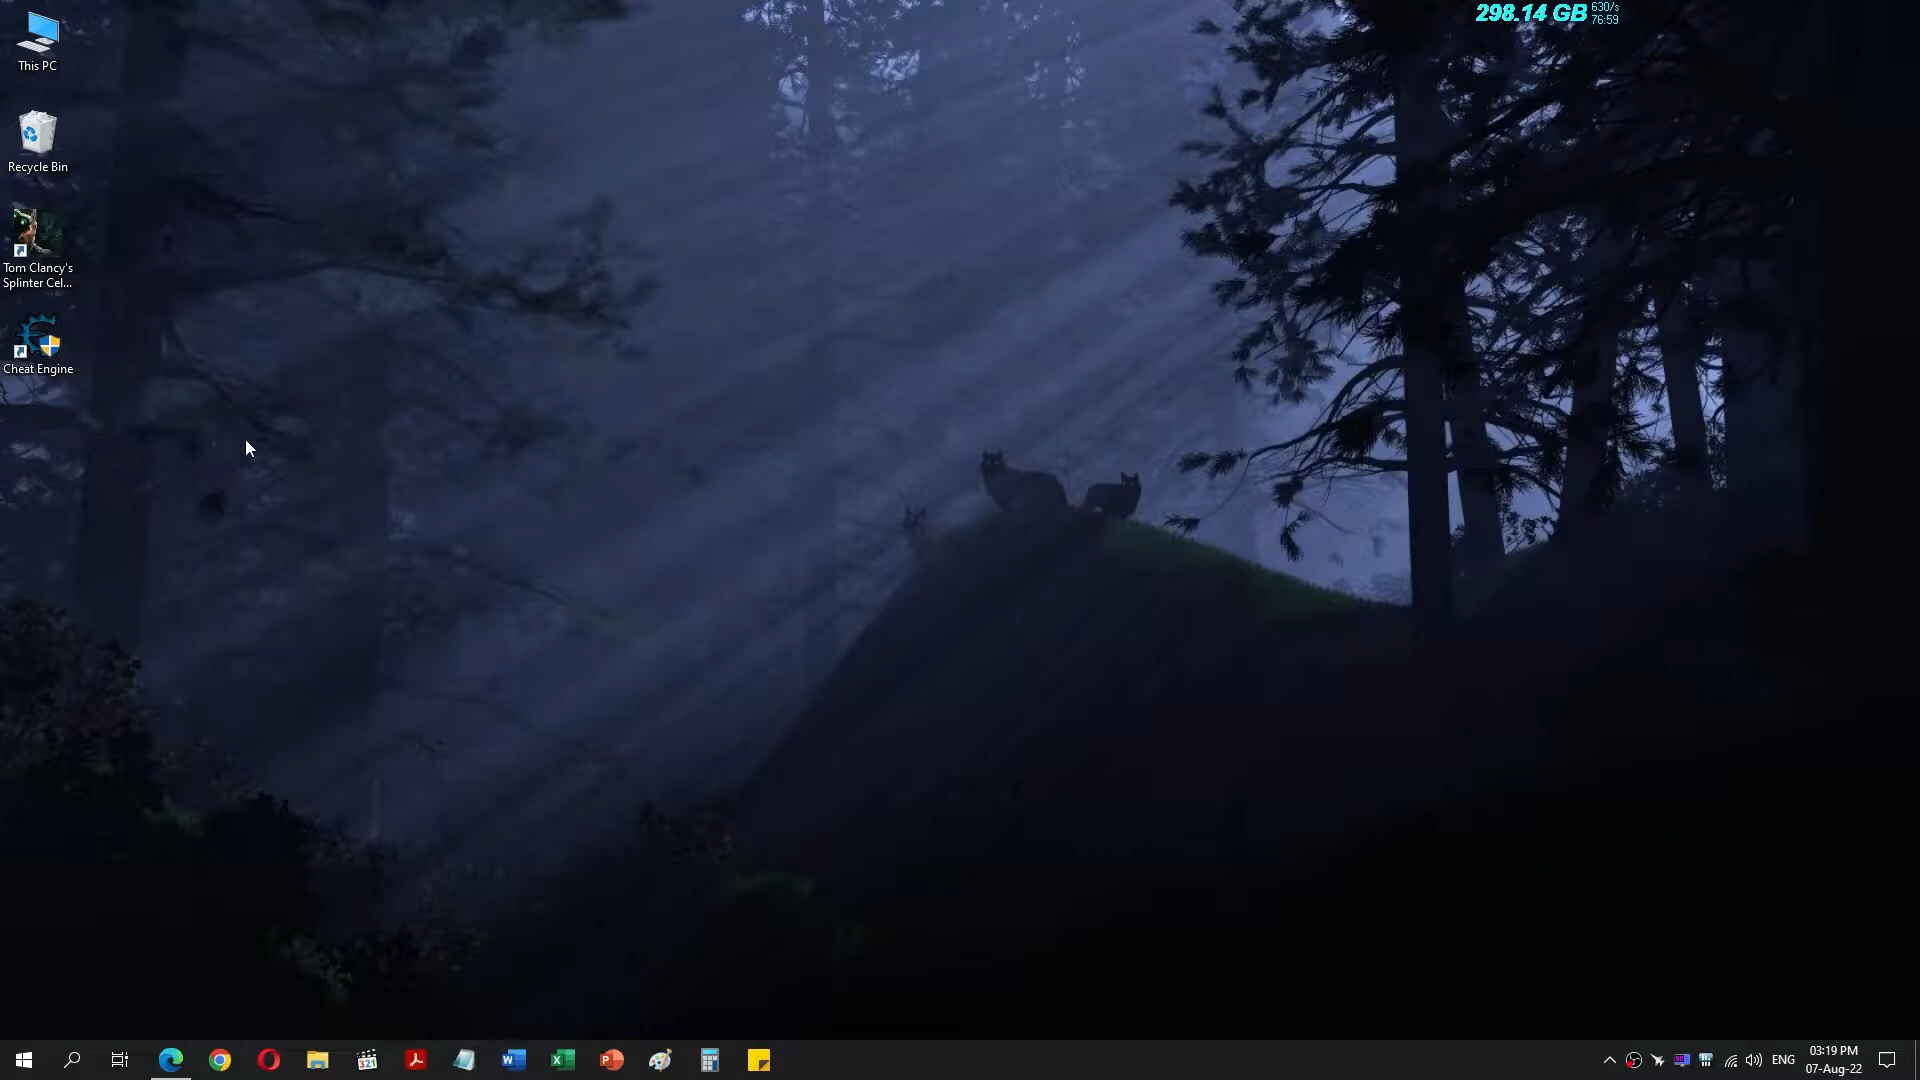 298.14 GB
630/s
76:59
This PC
Recycle Bin
Tom Clancy's
Splinter Cel...
Cheat Engine
321
ENG
03:19 PM
07-Aug-22